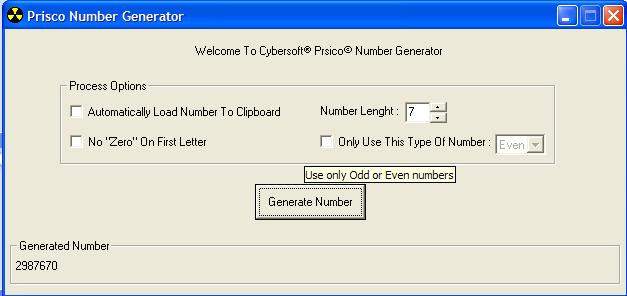 Prisco Number Generator
Welcome To Cybersoft® Prsico© Number Generator
Process Options
Automatically Load Number To Clipboard
Number Lenght : 7
No "Zero" On First Letter
Only Use This Type Of Number : Even
Use only Odd or Even numbers
Generate Number
Generated Number
2987670